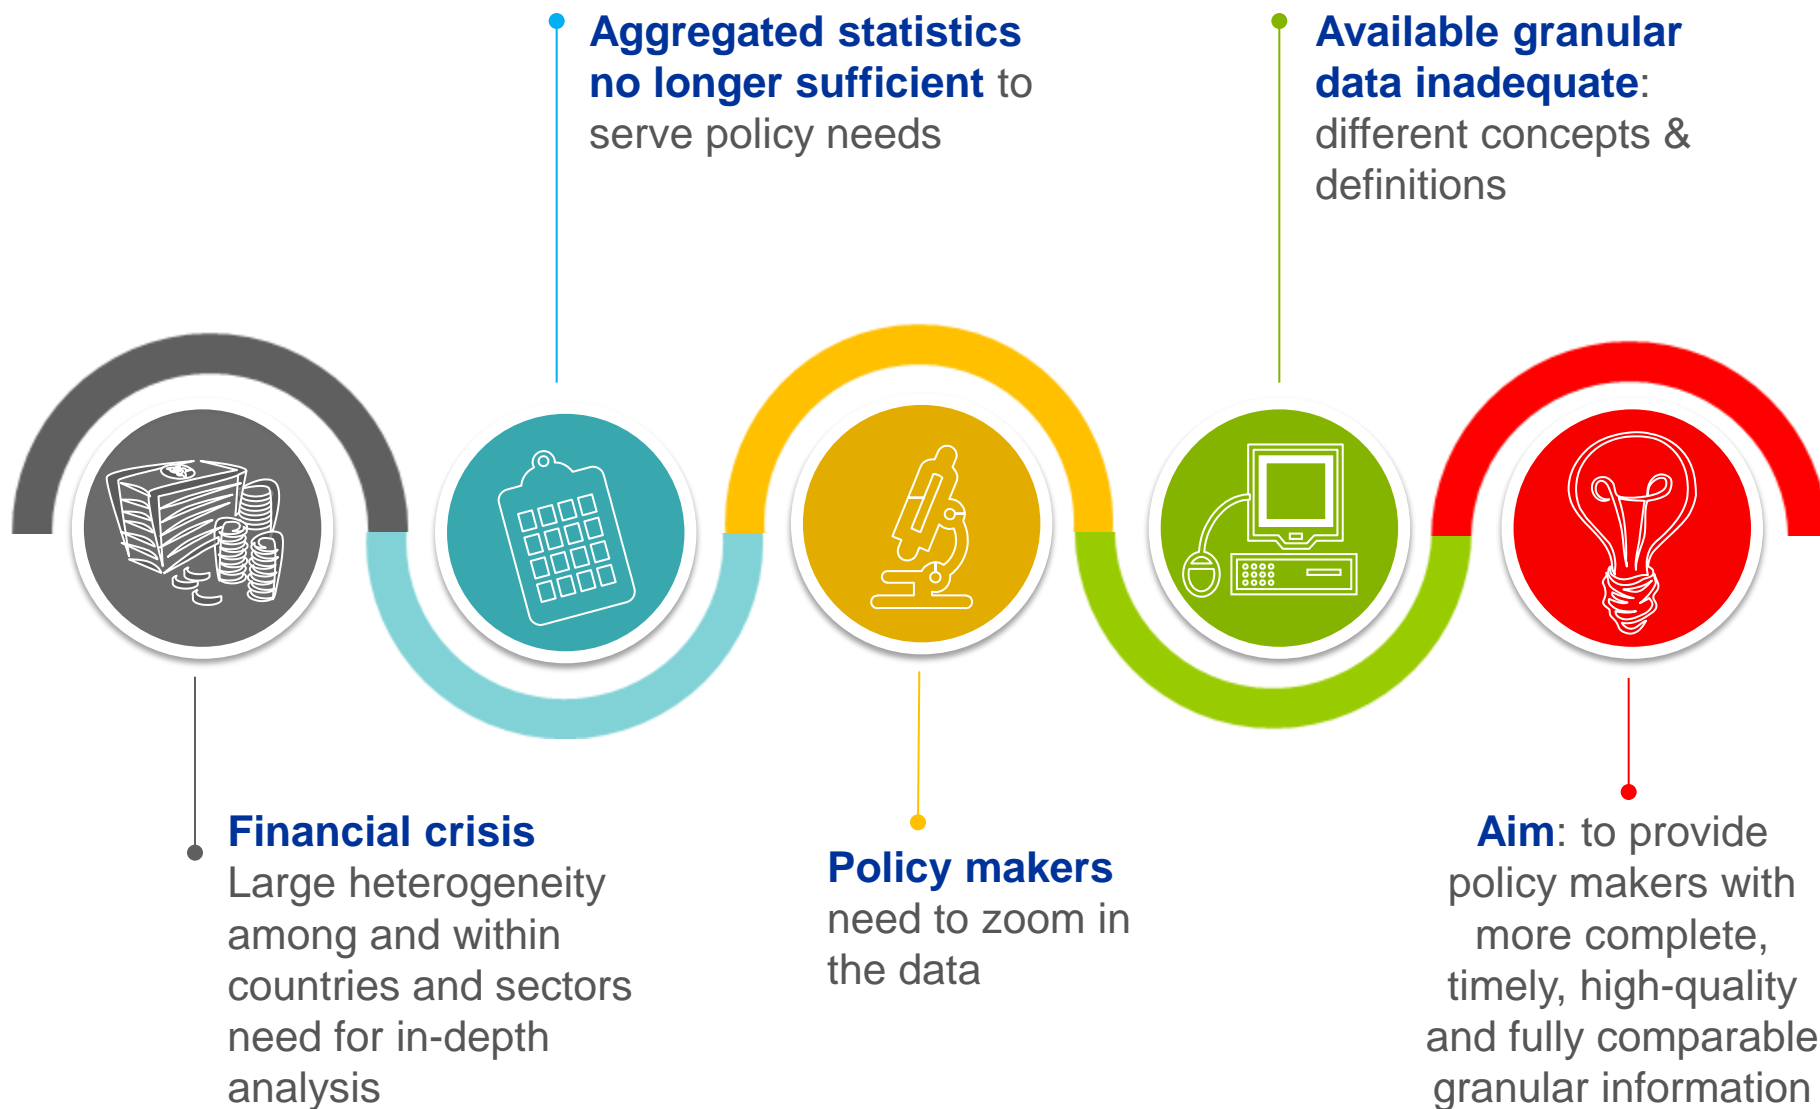 Aggregated statistics
no longer sufficient to
serve policy needs
Available granular
data inadequate:
different concepts &
definitions
Financial crisis
Large heterogeneity
among and within
countries and sectors
need for in-depth
analysis
Policy makers
need to zoom in
the data
Aim: to provide
policy makers with
more complete,
timely, high-quality
and fully comparable
granular information